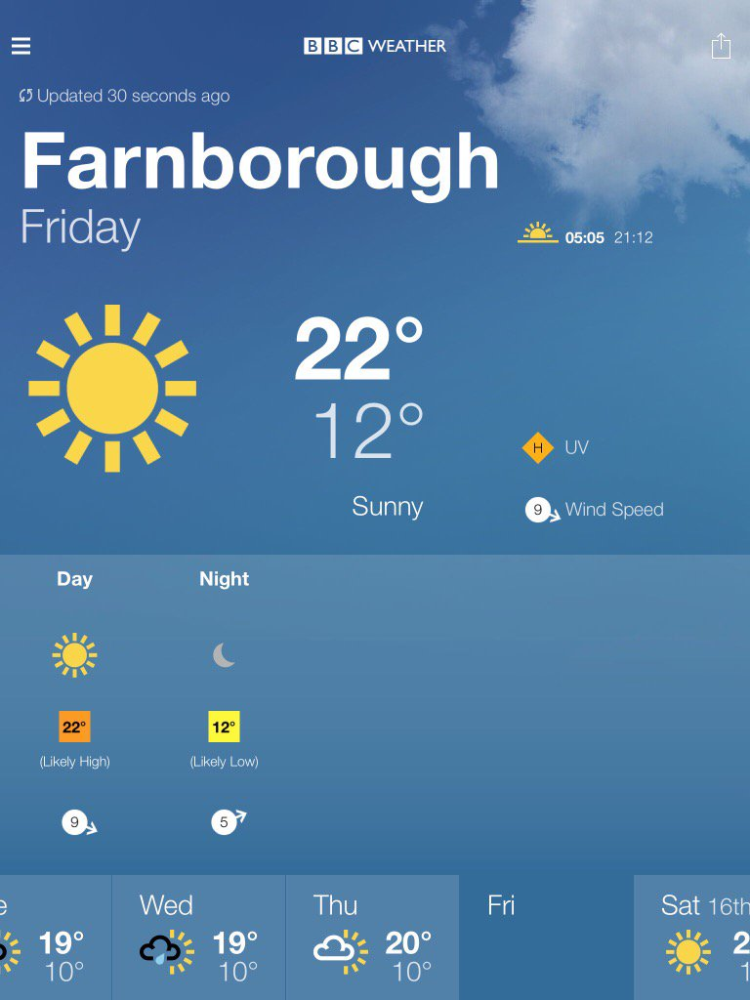 BBC WEATHER
Updated 30 seconds ago
Farnborough
Friday
05:05 21:12
22°
12°
H UV
Sunny
9 Wind Speed
Day Night
22° 12°
(Likely High) (Likely Low)
9 5
e Wed Thu Fri Sat 16th
19° 19° 20° 2
10° 10° 10° 1